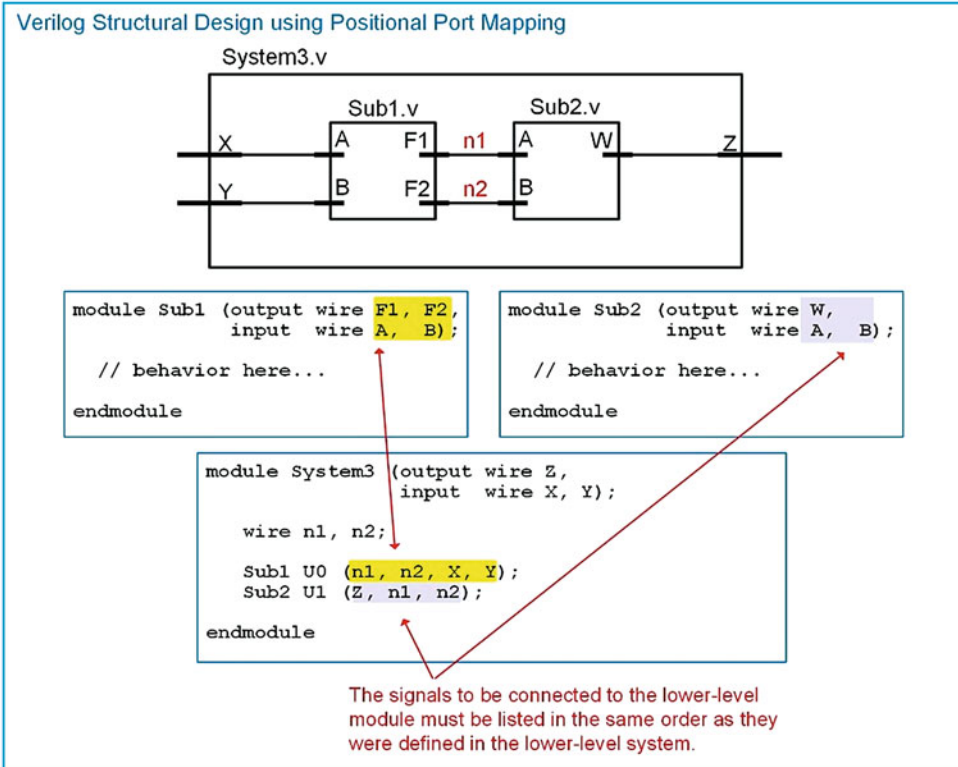 Verilog Structural Design using Positional Port Mapping
System3.v
Sub1.v
Sub2.v
X
A
F1
n1
A
W
Z
Y
B
F2
n2
B
module Sub1 (output wire F1, F2,
input wire A, B);
// behavior here...
endmodule
module Sub2 (output wire W,
input wire A, B);
// behavior here...
endmodule
module System3 (output wire Z,
input wire X, Y);
wire n1, n2;
Sub1 U0 (n1, n2, X, Y);
Sub2 U1 (Z, n1, n2);
endmodule
The signals to be connected to the lower-level
module must be listed in the same order as they
were defined in the lower-level system.